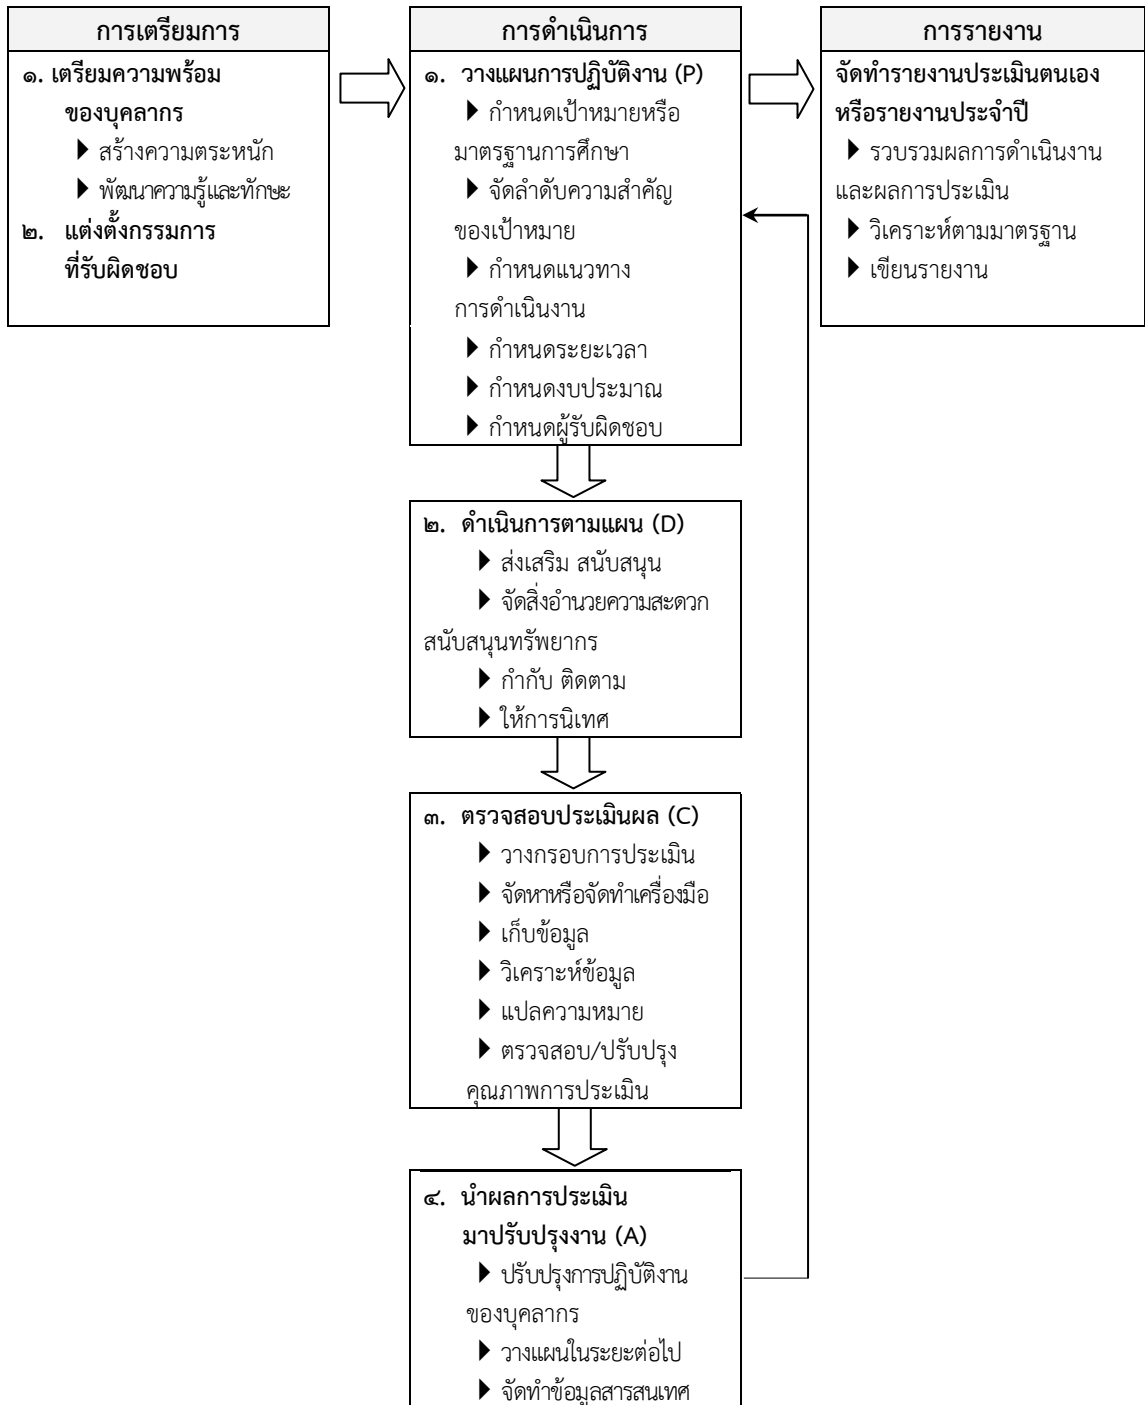 การเตรียมการ
๑. เตรียมความพร้อม
ของบุคลากร
▶ สร้างความตระหนัก
▶ พัฒนาความรู้และทักษะ
๒. แต่งตั้งกรรมการ
ที่รับผิดชอบ
การดำเนินการ
๑. วางแผนการปฏิบัติงาน (P)
▶ กำหนดเป้าหมายหรือ
มาตรฐานการศึกษา
▶ จัดลำดับความสำคัญ
ของเป้าหมาย
▶ กำหนดแนวทาง
การดำเนินงาน
▶ กำหนดระยะเวลา
▶ กำหนดงบประมาณ
▶ กำหนดผู้รับผิดชอบ
๒. ดำเนินการตามแผน (D)
▶ ส่งเสริม สนับสนุน
▶ จัดสิ่งอำนวยความสะดวก
สนับสนุนทรัพยากร
▶ กำกับ ติดตาม
▶ ให้การนิเทศ
๓. ตรวจสอบประเมินผล (C)
▶ วางกรอบการประเมิน
▶ จัดหาหรือจัดทำเครื่องมือ
▶ เก็บข้อมูล
▶ วิเคราะห์ข้อมูล
▶ แปลความหมาย
▶ ตรวจสอบ/ปรับปรุง
คุณภาพการประเมิน
๔. นำผลการประเมิน
มาปรับปรุงงาน (A)
▶ ปรับปรุงการปฏิบัติงาน
ของบุคลากร
▶ วางแผนในระยะต่อไป
▶ จัดทำข้อมูลสารสนเทศ
การรายงาน
จัดทำรายงานประเมินตนเอง
หรือรายงานประจำปี
▶ รวบรวมผลการดำเนินงาน
และผลการประเมิน
▶ วิเคราะห์ตามมาตรฐาน
▶ เขียนรายงาน